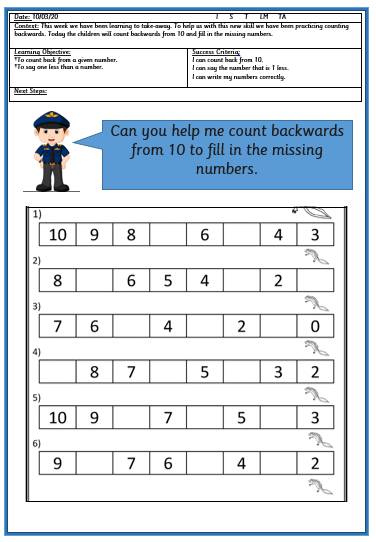 Date: 10/03/20 I S T LM TA
Context: This week we have been learning to take-away. To help us with this new skill we have been practicing counting
backwards. Today the children will count backwards from 10 and fill in the missing numbers.
Learning Objective:
*To count back from a given number.
*To say one less than a number.
Success Criteria:
I can count back from 10.
I can say the number that is 1 less.
I can write my numbers correctly.
Next Steps:
Can you help me count backwards
from 10 to fill in the missing
numbers.
1)
10 9 8 6 4 3
2)
8 6 5 4 2
3)
7 6 4 2 0
4)
8 7 5 3 2
5)
10 9 7 5 3
6)
9 7 6 4 2